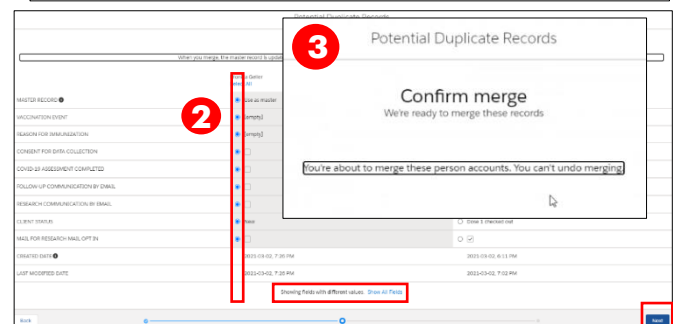 Potential Duplicate Records
When you merge, the master record is
3
Potential Duplicate Records
Confirm merge
We're ready to merge these records
You're about to merge these person accounts. You can't undo merging.
2
MASTER RECORD
Use as master
VACCINATION EVENT
[empty]
REASON FOR IMMUNIZATION
[empty]
CONSENT FOR DATA COLLECTION
COVID-19 ASSESSMENT COMPLETED
FOLLOW UP COMMUNICATION BY EMAIL
RESEARCH COMMUNICATION BY EMAIL
CLIENT STATUS
MAIL FOR RESEARCH MAIL OPT IN
CREATED DATE
2021-03-02, 7:26 PM
2021-03-02, 6:11 PM
LAST MODIFIED DATE
2021-03-02, 7:26 PM
2021-03-02, 7:02 PM
Showing fields with different values. Show All Fields
Back
Next